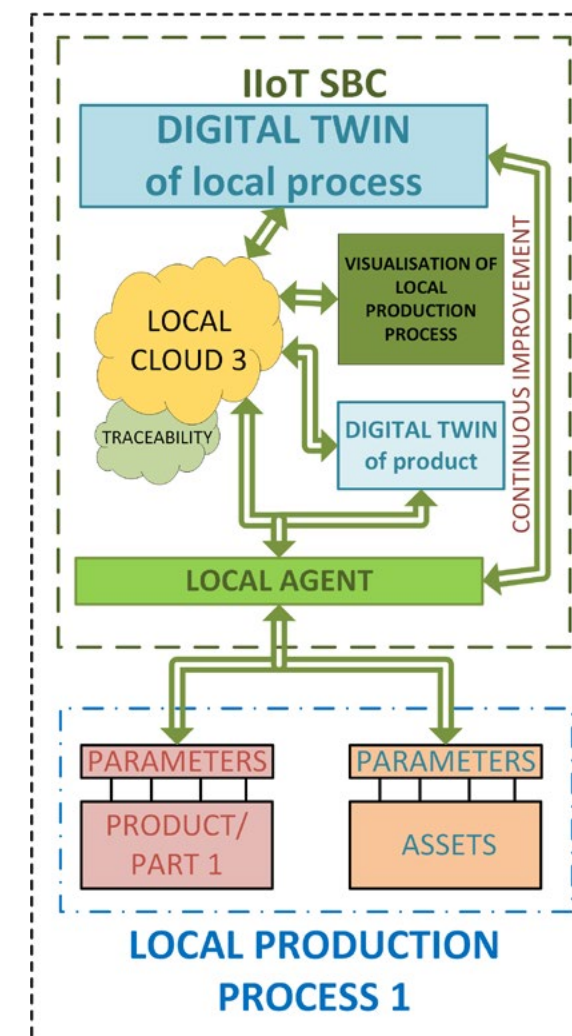 IIoT SBC
DIGITAL TWIN
of local process
VISUALISATION OF
LOCAL
PRODUCTION
PROCESS
LOCAL
CLOUD 3
TRACEABILITY
DIGITAL TWIN
of product
CONTINUOUS IMPROVEMENT
LOCAL AGENT
PARAMETERS
PRODUCT/
PART 1
PARAMETERS
ASSETS
LOCAL PRODUCTION
PROCESS 1